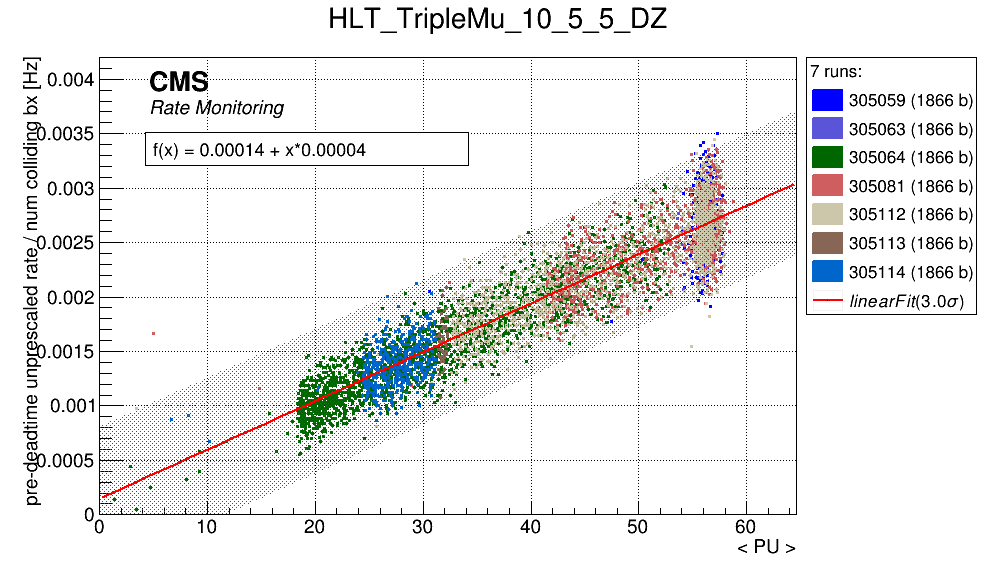 HLT_TripleMu_10_5_5_DZ
pre-deadtime unprescaled rate / num colliding bx [Hz]
0.004
0.0035
0.003
0.0025
0.002
0.0015
0.001
0.0005
0
CMS
Rate Monitoring
f(x) = 0.00014 + x*0.00004
0 10 20 30 40 50 60
< PU >
7 runs:
305059 (1866 b)
305063 (1866 b)
305064 (1866 b)
305081 (1866 b)
305112 (1866 b)
305113 (1866 b)
305114 (1866 b)
linearFit(3.0σ)